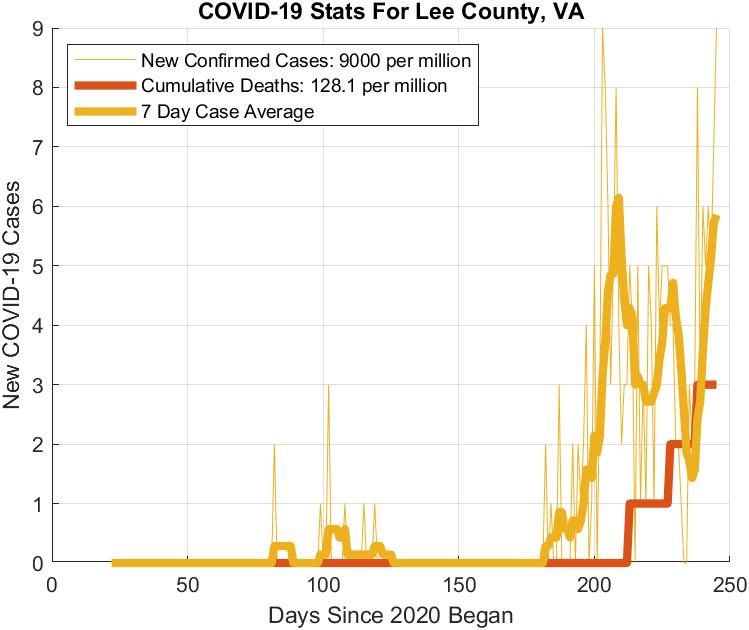 COVID-19 Stats For Lee County, VA
New Confirmed Cases: 9000 per million
Cumulative Deaths: 128.1 per million
7 Day Case Average
New COVID-19 Cases
9
8
7
6
5
4
3
2
1
0
0 50 100 150 200 250
Days Since 2020 Began